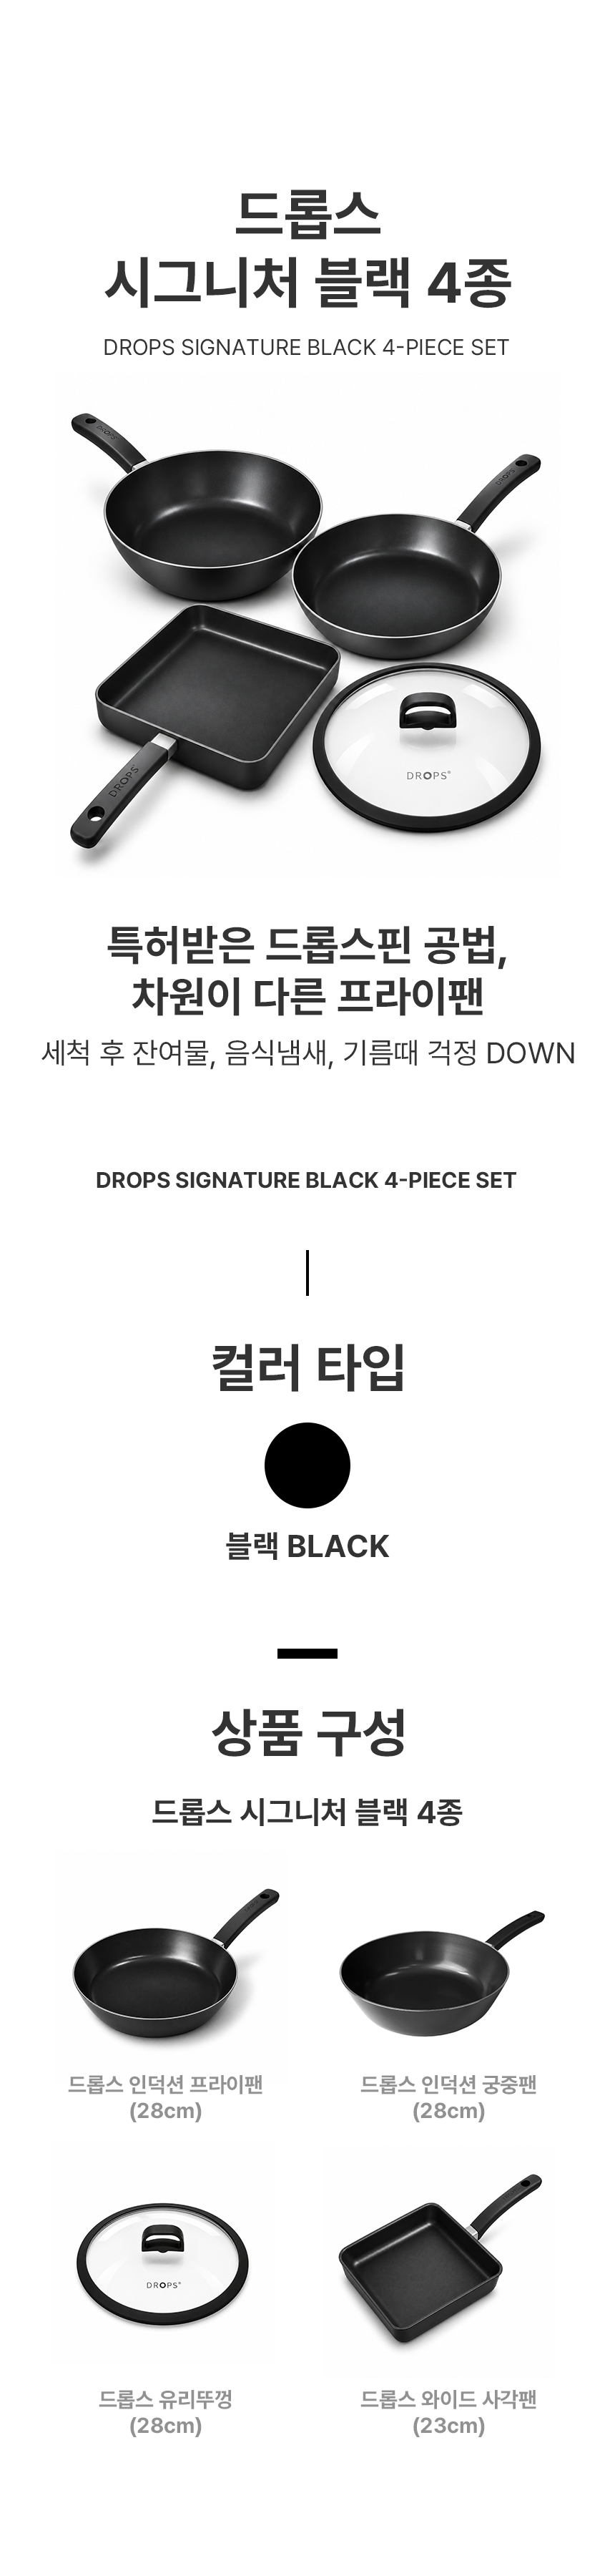 드롭스
시그니처 블랙 4종
DROPS SIGNATURE BLACK 4-PIECE SET
DROPS
DROPS
DROPS
DROPS®
특허받은 드롭스핀 공법,
차원이 다른 프라이팬
세척 후 잔여물, 음식냄새, 기름때 걱정 DOWN
DROPS SIGNATURE BLACK 4-PIECE SET
컬러 타입
블랙 BLACK
상품 구성
드롭스 시그니처 블랙 4종
드롭스 인덕션 프라이팬
(28cm)
드롭스 인덕션 궁중팬
(28cm)
DROPS®
드롭스 유리뚜껑
(28cm)
드롭스 와이드 사각팬
(23cm)